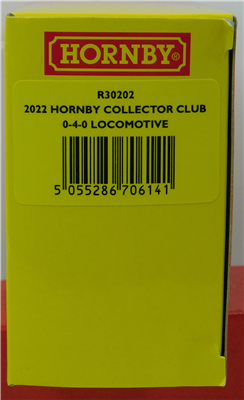 HORNBY®
R30202
2022 HORNBY COLLECTOR CLUB
0-4-0 LOCOMOTIVE
5 055286 706141